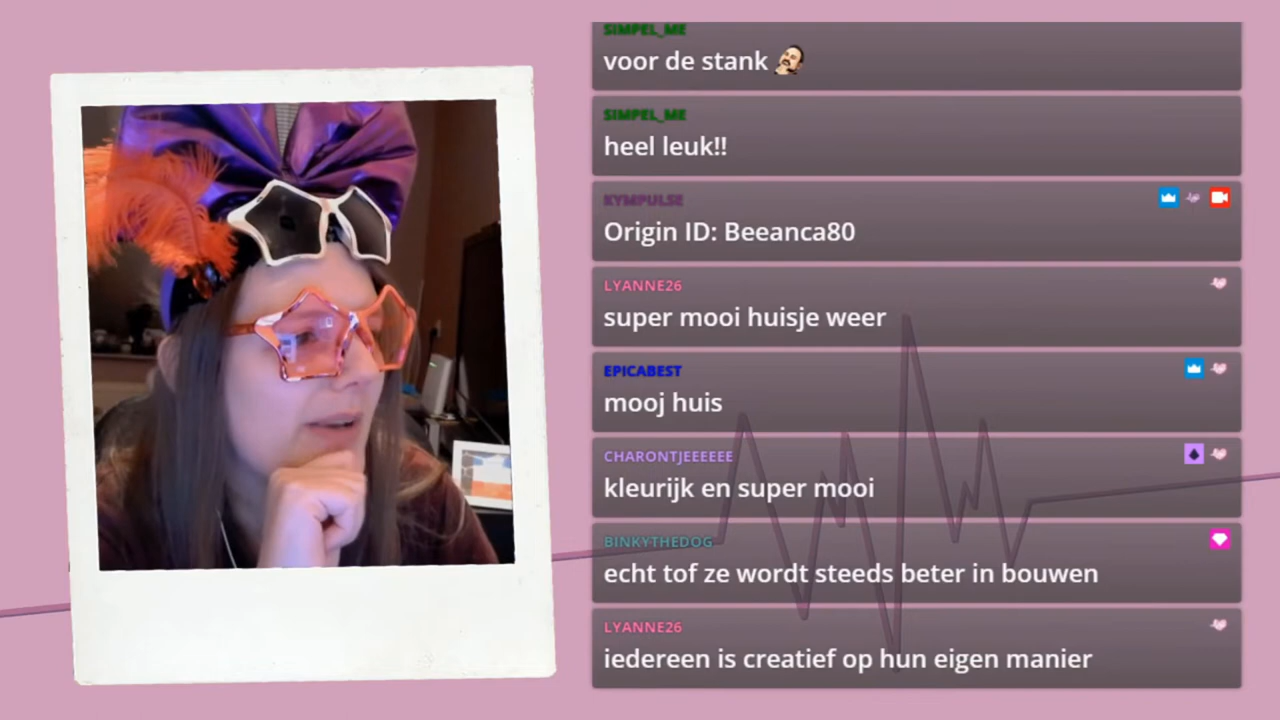 SIMPEL_ME
voor de stank
SIMPEL_ME
heel leuk!!
KYMPULSE
Origin ID: Beeanca80
LYANNE26
super mooi huisje weer
EPICABEST
mooj huis
CHARONTJEEEEEE
kleurijk en super mooi
BINKYTHEDOG
echt tof ze wordt steeds beter in bouwen
LYANNE26
iedereen is creatief op hun eigen manier